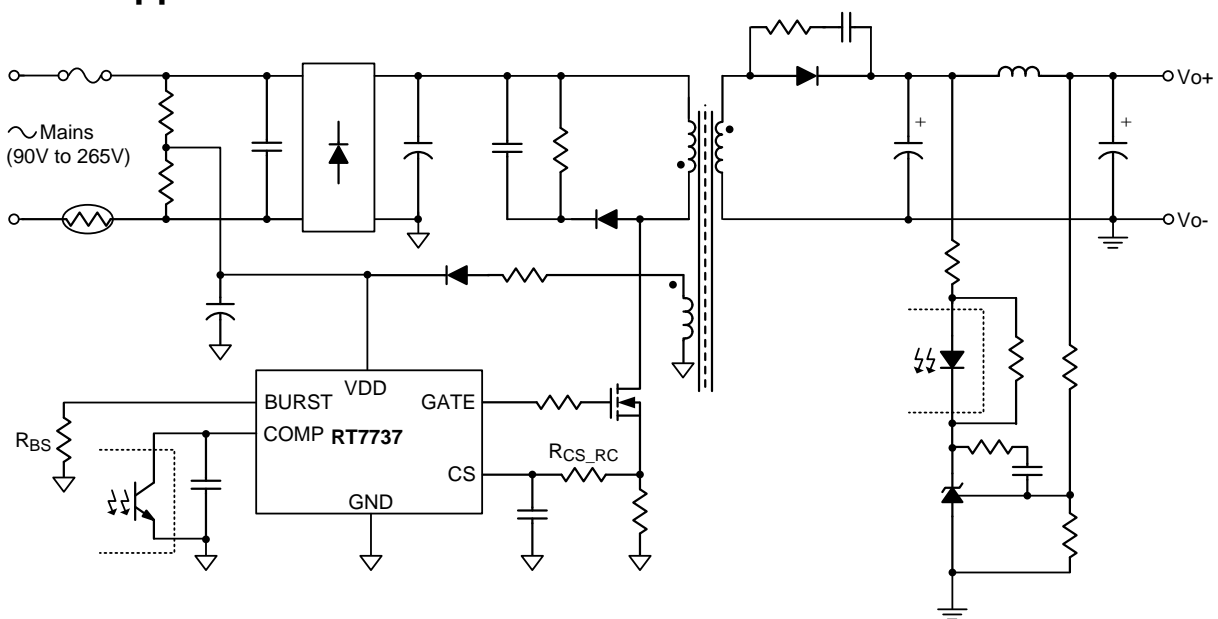 Vo+
+
+
Mains
(90V to 265V)
Vo-
VDD
BURST
GATE
COMP RT7737
RBS
RCS_RC
CS
GND